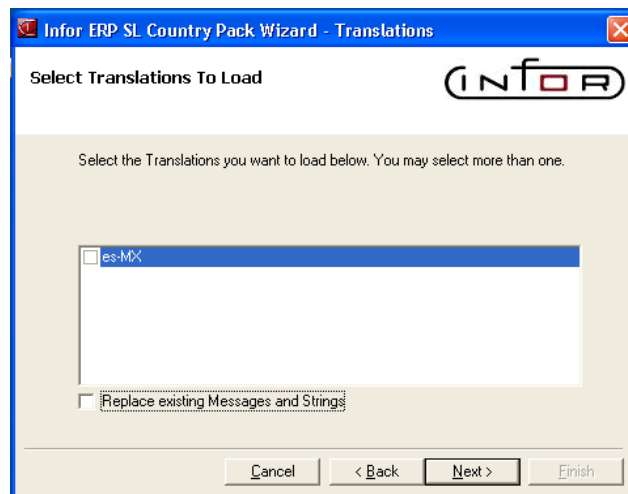 Infor ERP SL Country Pack Wizard - Translations
Select Translations To Load
infor
Select the Translations you want to load below. You may select more than one.
es-MX
Replace existing Messages and Strings
Cancel
< Back
Next >
Finish